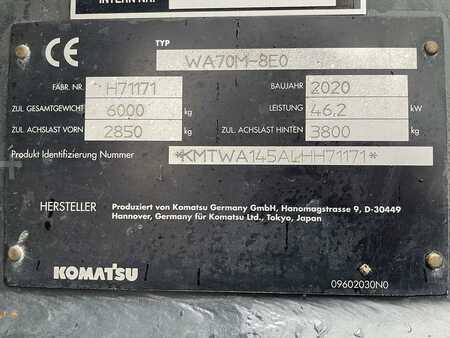 INTERN NR.
CE
TYP
WA70M-8E0
FABR. NR. H71171 BAUJAHR 2020
ZUL. GESAMTGEWICHT 6000 kg LEISTUNG 46.2 kW
ZUL. ACHSLAST VORN 2850 kg ZUL. ACHSLAST HINTEN 3800 kg
Produkt Identifizierung Nummer *KMTWA145ALHH71171*
HERSTELLER Produziert von Komatsu Germany GmbH, Hanomagstrasse 9, D-30449
Hannover, Germany für Komatsu Ltd., Tokyo, Japan
KOMATSU
09602030N0